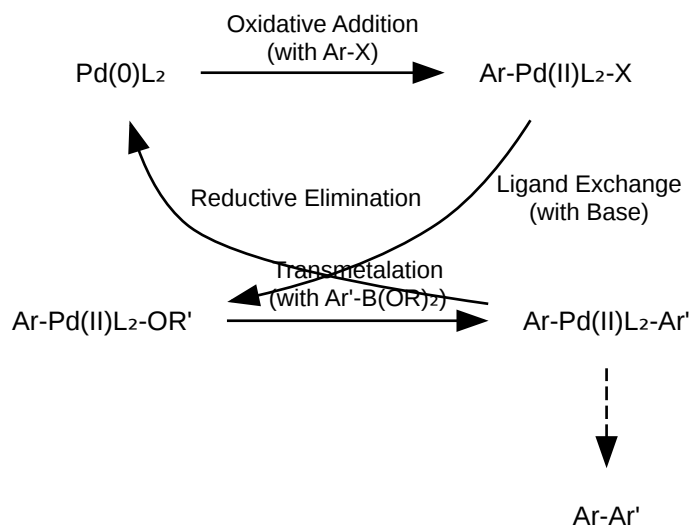 Oxidative Addition
(with Ar-X)
Pd(0)L₂
Ar-Pd(II)L₂-X
Reductive Elimination
Ligand Exchange
(with Base)
Transmetalation
(with Ar'-B(OR)₂)
Ar-Pd(II)L₂-OR'
Ar-Pd(II)L₂-Ar'
Ar-Ar'